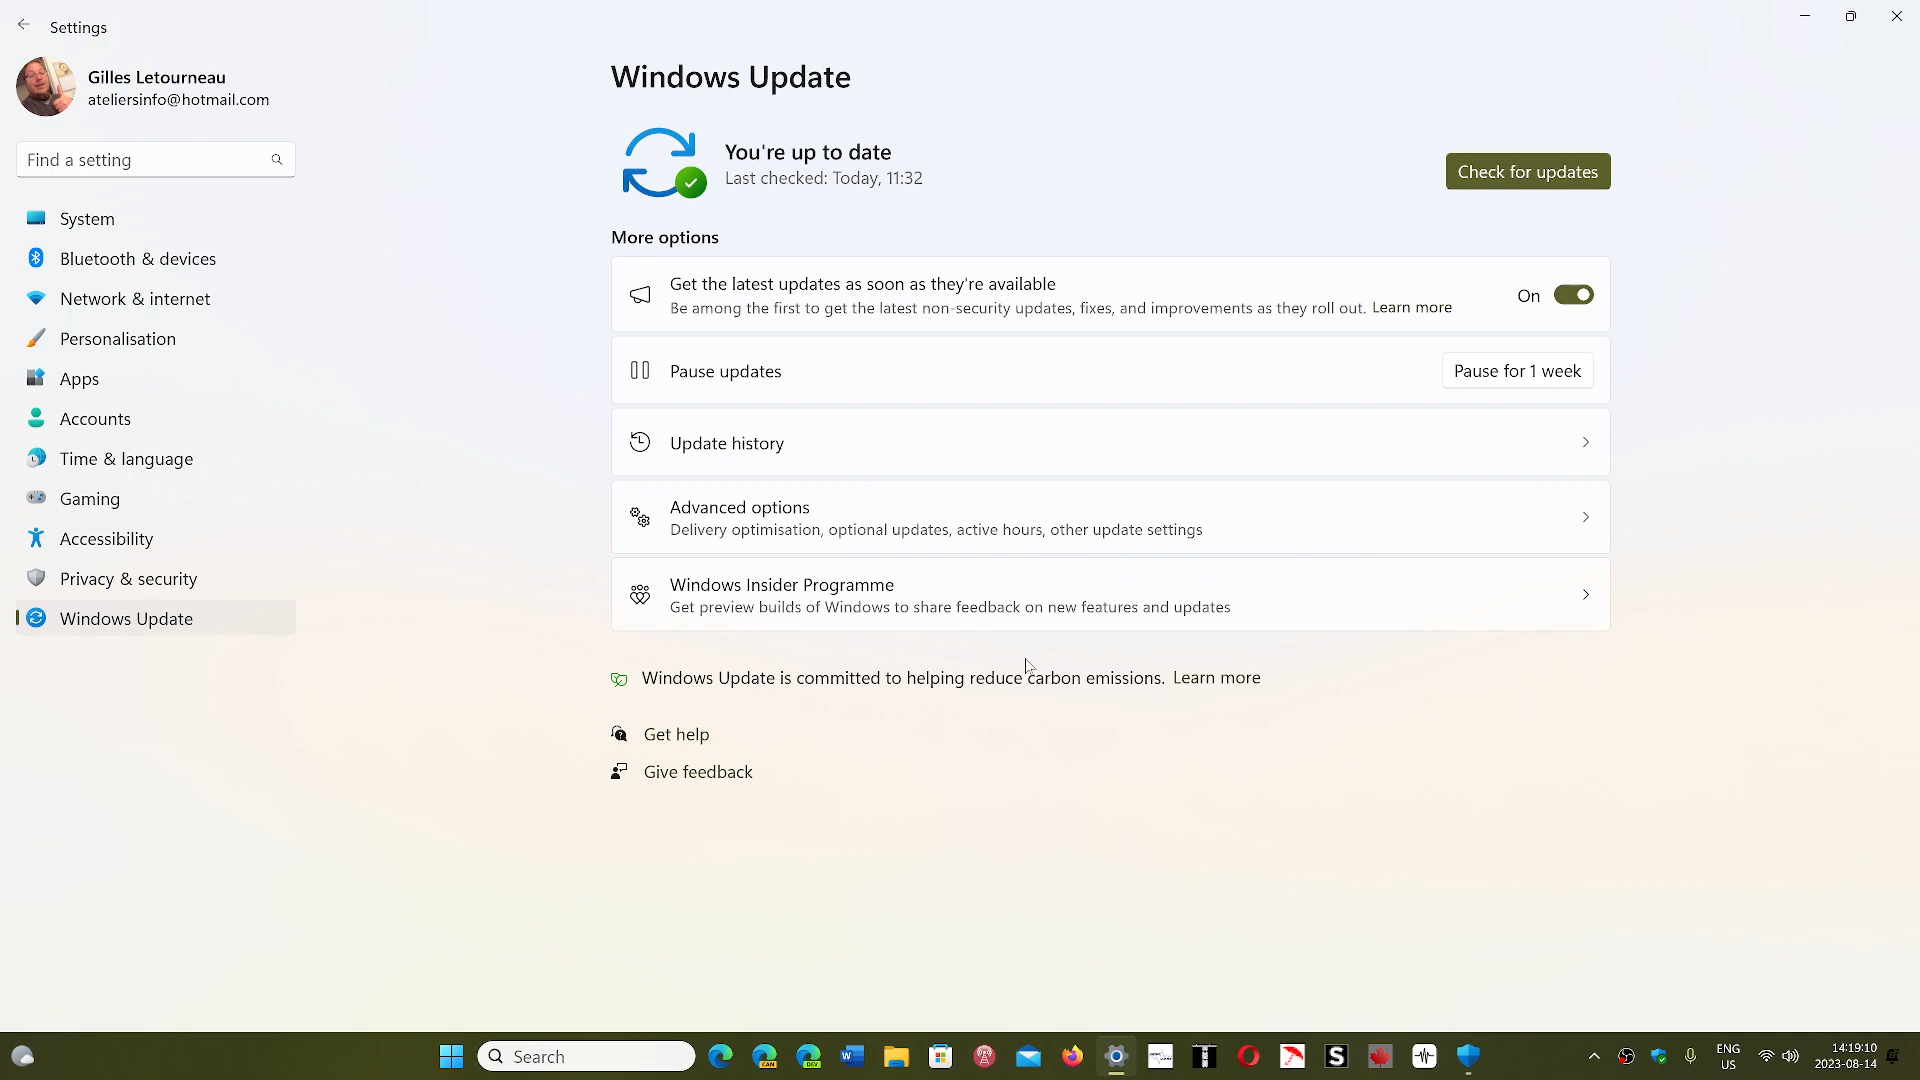 Settings
Gilles Letourneau
ateliersinfo@hotmail.com
Find a setting
System
Bluetooth & devices
Network & internet
Personalisation
Apps
Accounts
Time & language
Gaming
Accessibility
Privacy & security
Windows Update
Windows Update
You're up to date
Last checked: Today, 11:32
Check for updates
More options
Get the latest updates as soon as they're available
Be among the first to get the latest non-security updates, fixes, and improvements as they roll out. Learn more
On
Pause updates
Pause for 1 week
Update history
Advanced options
Delivery optimisation, optional updates, active hours, other update settings
Windows Insider Programme
Get preview builds of Windows to share feedback on new features and updates
Windows Update is committed to helping reduce carbon emissions. Learn more
Get help
Give feedback
Search
CAN
DEV
W
S
ENG
US
14:19:10
2023-08-14